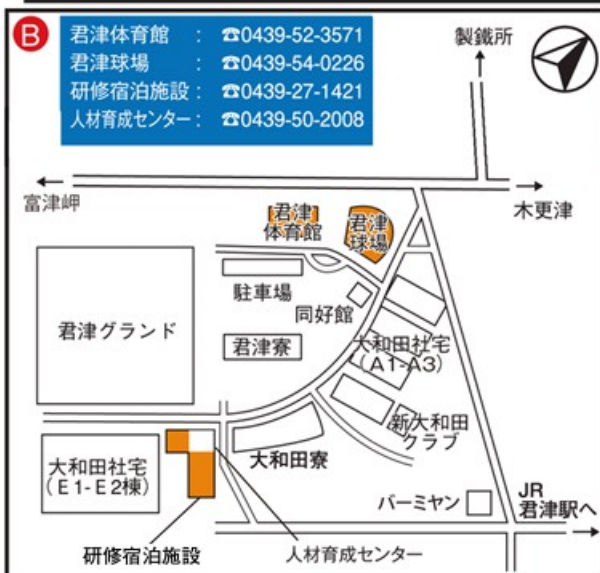 B
君津体育館 : ☎0439-52-3571
君津球場 : ☎0439-54-0226
研修宿泊施設 : ☎0439-27-1421
人材育成センター : ☎0439-50-2008
製鐵所
富津岬
木更津
君津
体育館
君津
球場
駐車場
同好館
君津グランド
君津寮
大和田社宅
(A1-A3)
新大和田
クラブ
大和田寮
大和田社宅
(E1-E2棟)
バーミヤン
JR
君津駅へ
研修宿泊施設
人材育成センター